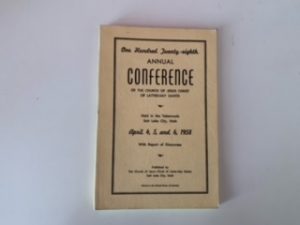 One Hundred Twenty-eighth
ANNUAL
CONFERENCE
OF THE CHURCH OF JESUS CHRIST
OF LATTER-DAY SAINTS
Held in the Tabernacle
Salt Lake City, Utah
April 4, 5, and 6, 1958
With Report of Discourses
Published by
The Church of Jesus Christ of Latter-day Saints
Salt Lake City, Utah